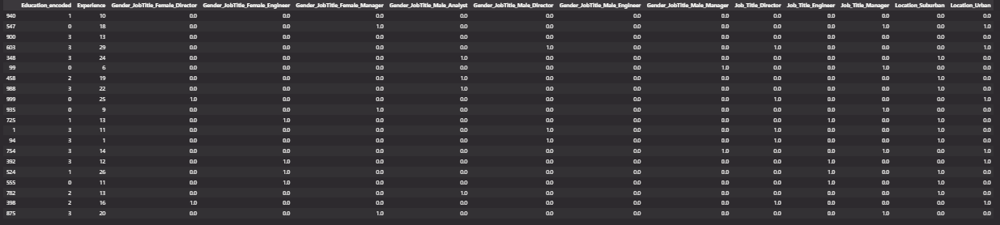 Education_encoded Experience Gender_JobTitle_Female_Director Gender_JobTitle_Female_Engineer Gender_JobTitle_Female_Manager Gender_JobTitle_Male_Analyst Gender_JobTitle_Male_Director Gender_JobTitle_Male_Engineer Gender_JobTitle_Male_Manager Job_Title_Director Job_Title_Engineer Job_Title_Manager Location_Suburban Location_Urban
940 1 10 0.0 0.0 0.0 0.0 0.0 0.0 0.0 0.0 0.0 0.0 0.0 0.0
547 0 18 0.0 0.0 1.0 0.0 0.0 0.0 0.0 0.0 0.0 1.0 0.0 1.0
900 3 13 0.0 0.0 0.0 0.0 0.0 0.0 0.0 0.0 0.0 0.0 0.0 0.0
603 3 29 0.0 0.0 0.0 0.0 1.0 0.0 0.0 1.0 0.0 0.0 0.0 1.0
348 3 24 0.0 0.0 0.0 1.0 0.0 0.0 0.0 0.0 0.0 0.0 1.0 0.0
99 0 6 0.0 0.0 0.0 0.0 0.0 0.0 1.0 0.0 0.0 1.0 0.0 0.0
458 2 19 0.0 0.0 0.0 1.0 0.0 0.0 0.0 0.0 0.0 0.0 1.0 0.0
988 3 22 0.0 0.0 0.0 1.0 0.0 0.0 0.0 0.0 0.0 0.0 1.0 0.0
999 0 25 1.0 0.0 0.0 0.0 0.0 0.0 0.0 1.0 0.0 0.0 0.0 1.0
935 0 9 0.0 0.0 1.0 0.0 0.0 0.0 0.0 0.0 0.0 1.0 0.0 0.0
725 1 13 0.0 1.0 0.0 0.0 0.0 0.0 0.0 0.0 1.0 0.0 1.0 0.0
1 3 11 0.0 0.0 0.0 0.0 1.0 0.0 0.0 1.0 0.0 0.0 1.0 0.0
94 3 1 0.0 0.0 0.0 0.0 1.0 0.0 0.0 1.0 0.0 0.0 1.0 0.0
754 3 14 0.0 0.0 0.0 0.0 0.0 0.0 1.0 0.0 0.0 1.0 0.0 1.0
392 3 12 0.0 1.0 0.0 0.0 0.0 0.0 0.0 0.0 1.0 0.0 0.0 1.0
524 1 26 0.0 1.0 0.0 0.0 0.0 0.0 0.0 0.0 1.0 0.0 1.0 0.0
555 0 11 0.0 1.0 0.0 0.0 0.0 0.0 0.0 0.0 1.0 0.0 1.0 0.0
782 2 13 0.0 0.0 0.0 1.0 0.0 0.0 0.0 0.0 0.0 0.0 1.0 0.0
398 2 16 1.0 0.0 0.0 0.0 0.0 0.0 0.0 1.0 0.0 0.0 0.0 1.0
875 3 20 0.0 0.0 1.0 0.0 0.0 0.0 0.0 0.0 0.0 1.0 0.0 0.0